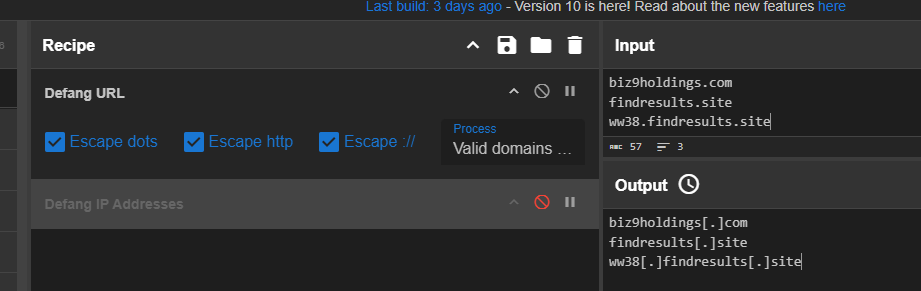 Last build: 3 days ago - Version 10 is here! Read about the new features here
6
Recipe
Defang URL
Escape dots
Escape http
Escape ://
Process
Valid domains …
Defang IP Addresses
Input
biz9holdings.com
findresults.site
ww38.findresults.site
ABC 57 3
Output
biz9holdings[.]com
findresults[.]site
ww38[.]findresults[.]site